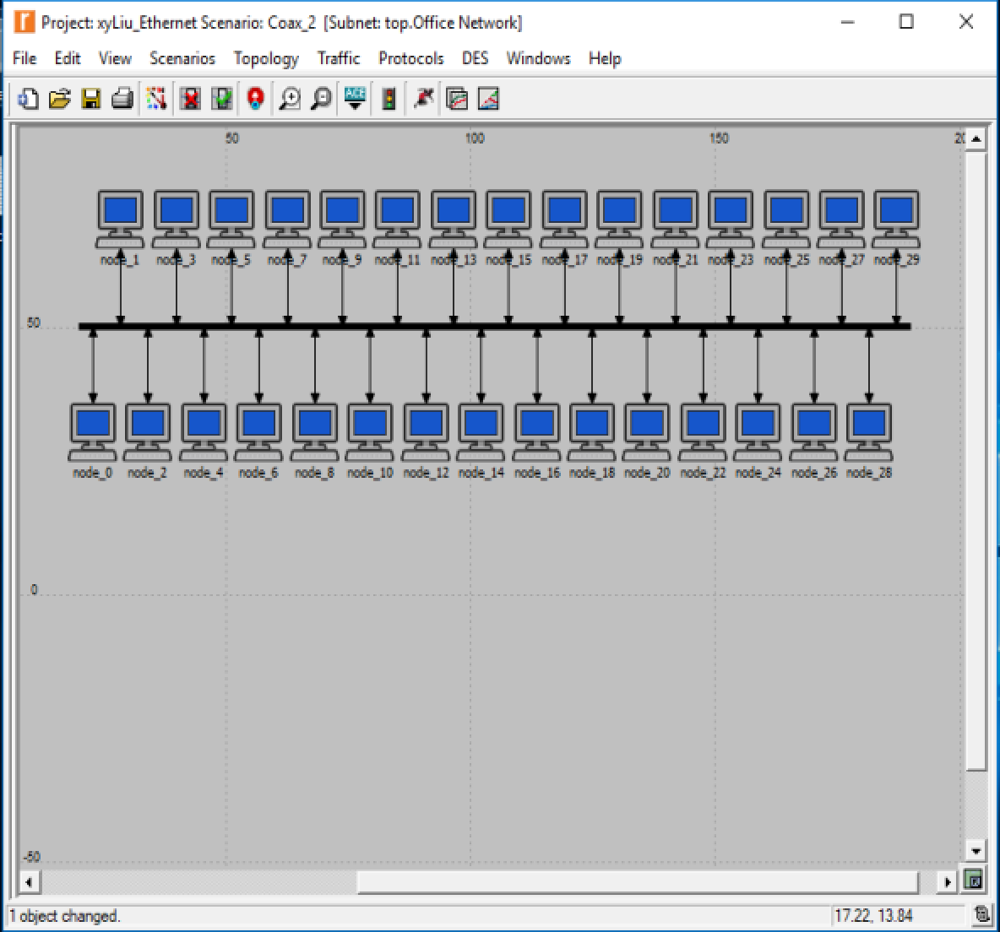 Project: xyLiu_Ethernet Scenario: Coax_2 [Subnet: top.Office Network]
File Edit View Scenarios Topology Traffic Protocols DES Windows Help
ACE
50 100 150
node_1 node_3 node_5 node_7 node_9 node_11 node_13 node_15 node_17 node_19 node_21 node_23 node_25 node_27 node_29
50
node_0 node_2 node_4 node_6 node_8 node_10 node_12 node_14 node_16 node_18 node_20 node_22 node_24 node_26 node_28
0
-50
1 object changed. 17.22, 13.84